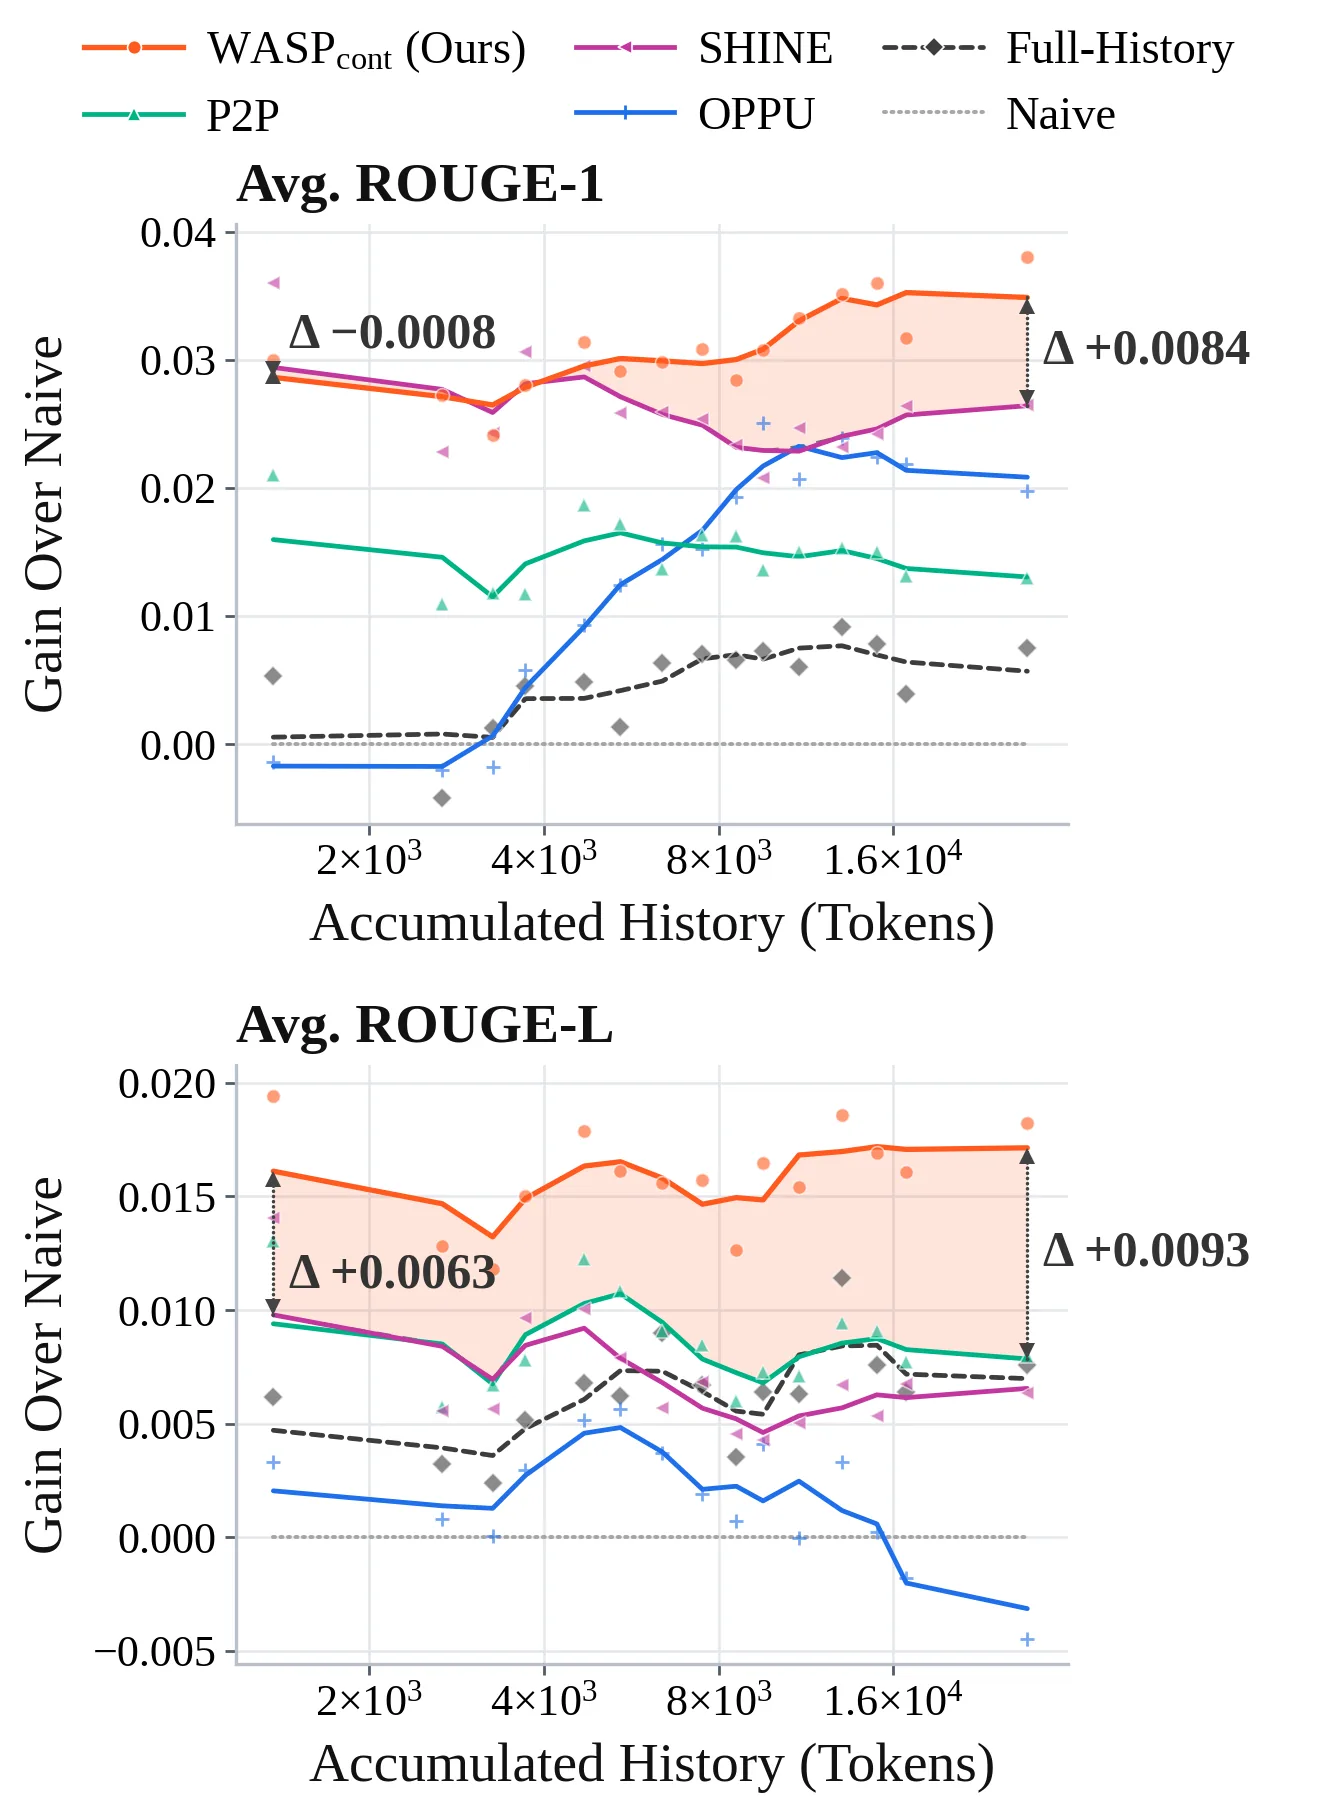 WASPcont (Ours) SHINE Full-History
P2P OPPU Naive
Avg. ROUGE-1
Gain Over Naive
0.04
0.03
0.02
0.01
0.00
Δ −0.0008
Δ +0.0084
2×10³ 4×10³ 8×10³ 1.6×10⁴
Accumulated History (Tokens)
Avg. ROUGE-L
Gain Over Naive
0.020
0.015
0.010
0.005
0.000
−0.005
Δ +0.0063
Δ +0.0093
2×10³ 4×10³ 8×10³ 1.6×10⁴
Accumulated History (Tokens)